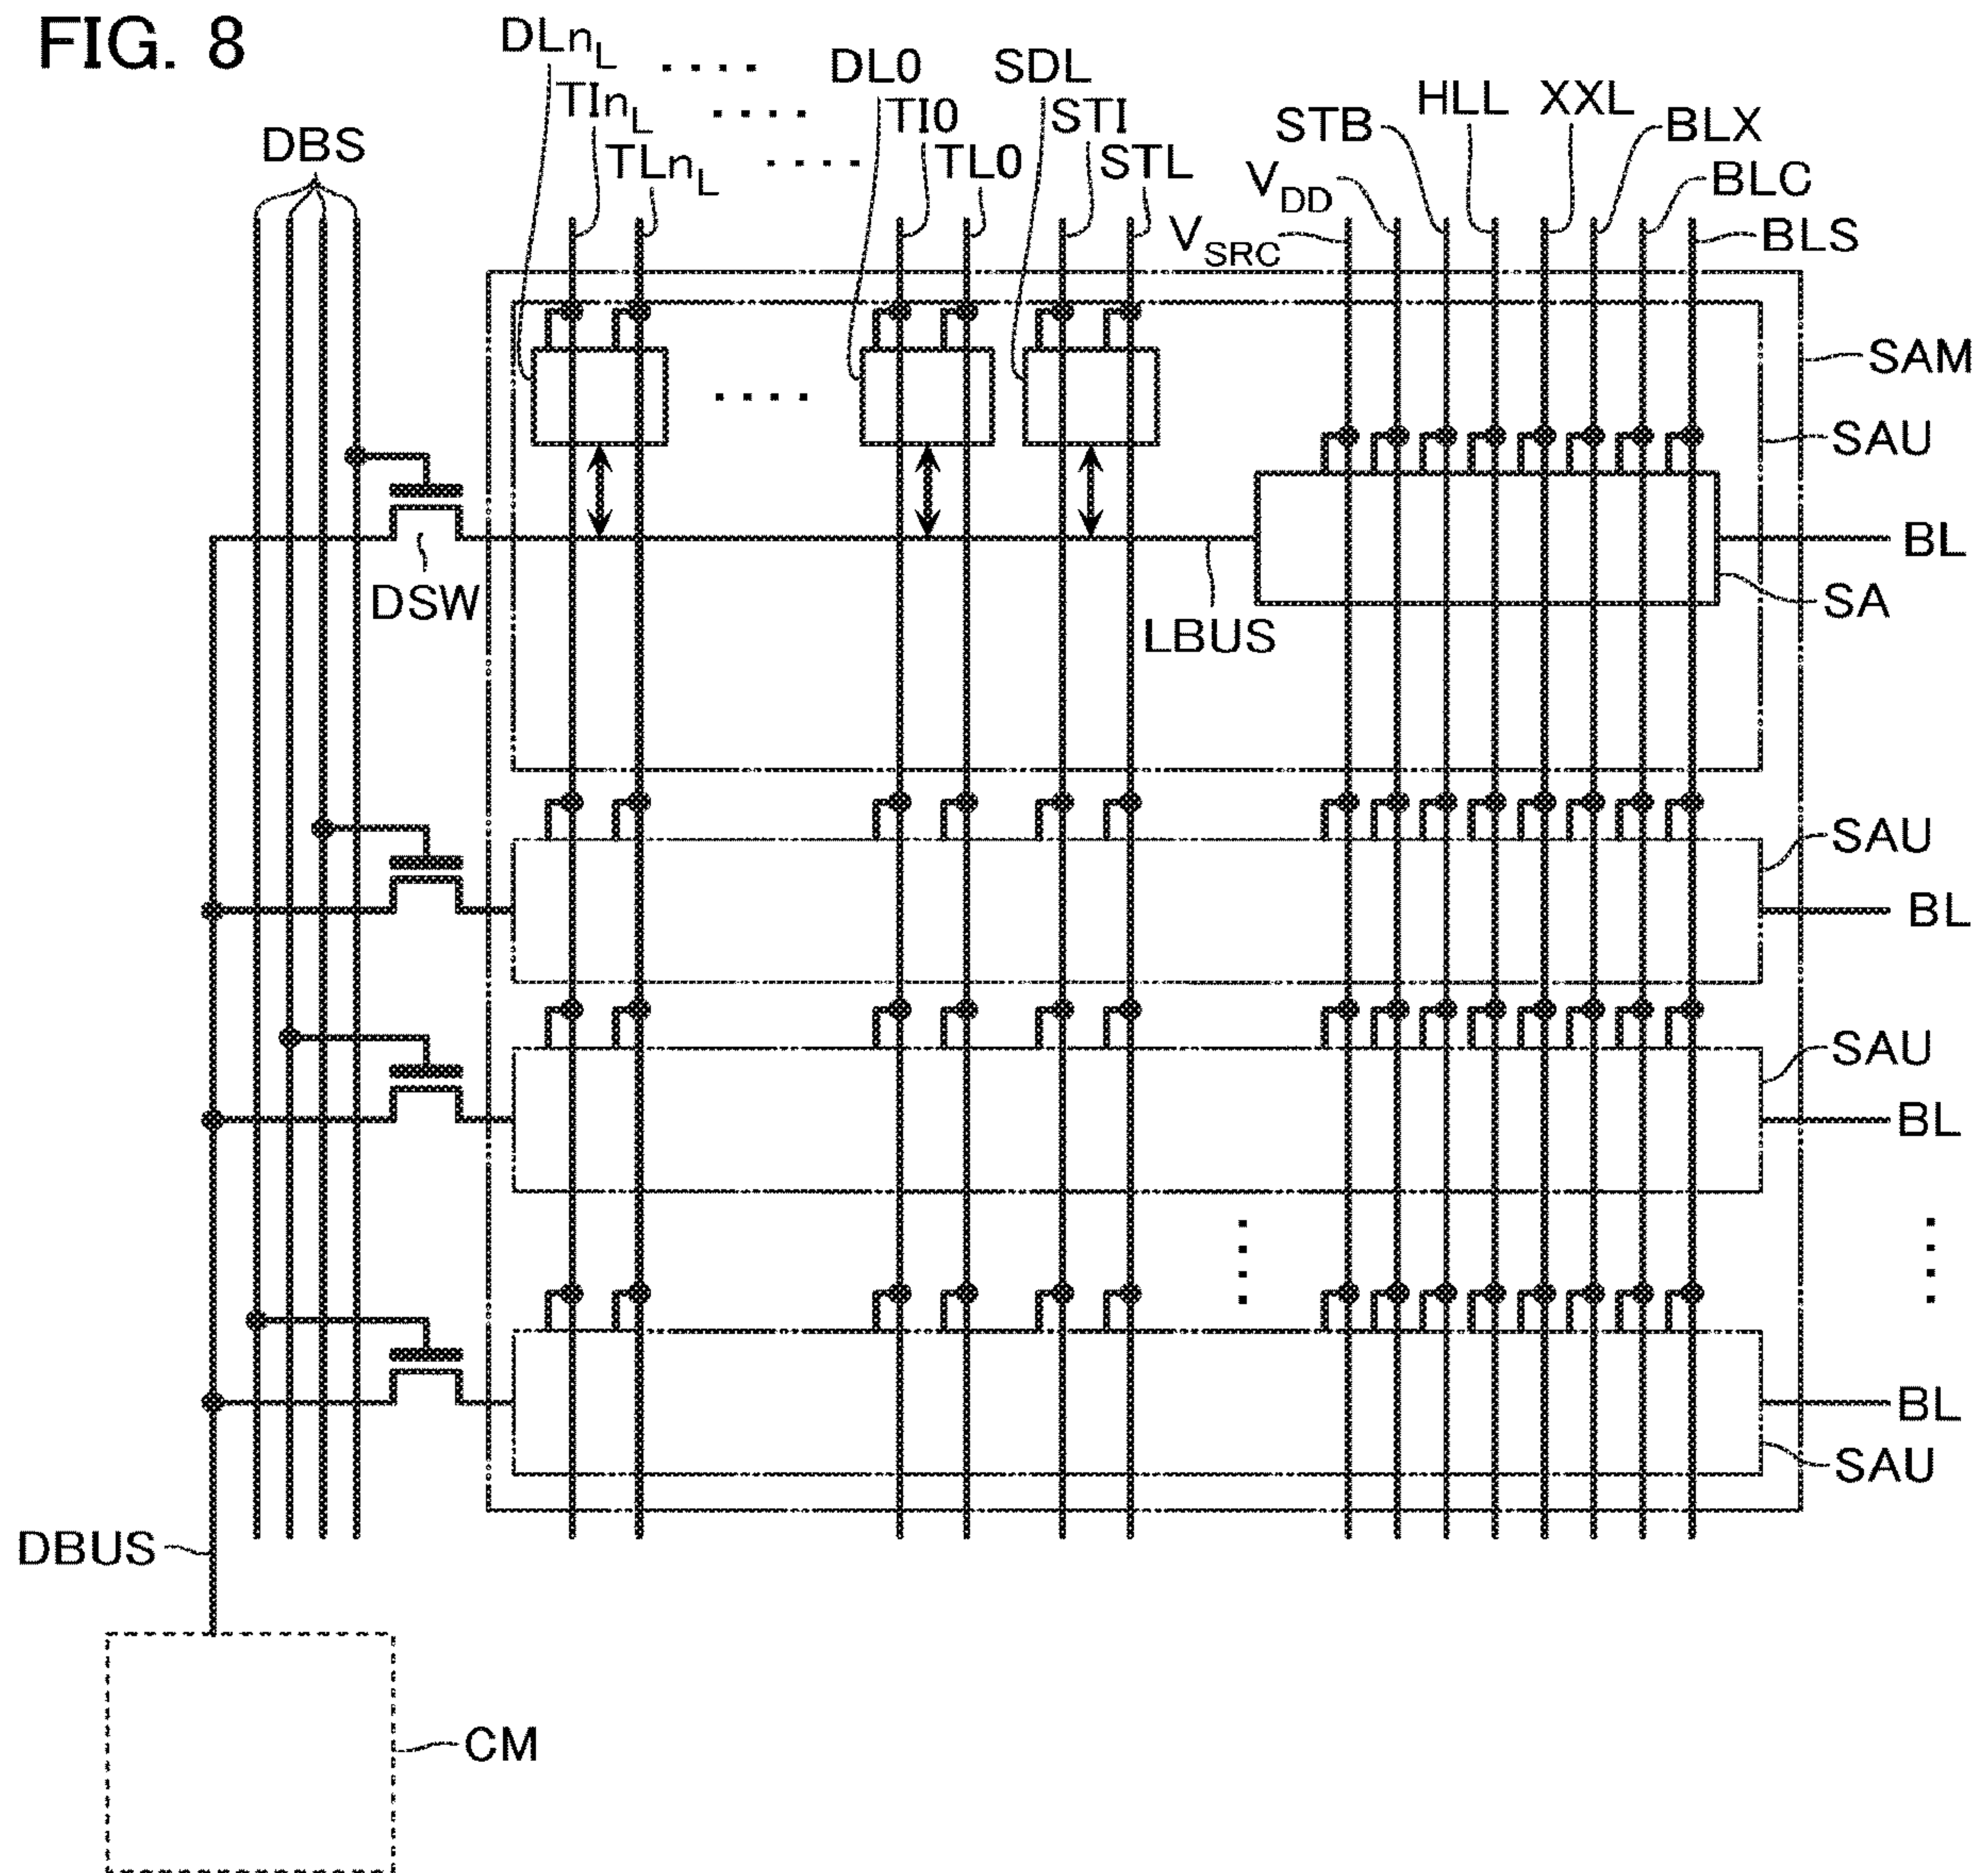 FIG. 8
DLnL .... DL0 SDL
TInL .... TI0 STI
TLnL .... TL0 STL
DBS
STB HLL XXL BLX
VDD BLC
VSRC BLS
SAM
SAU
BL
DSW
SA
LBUS
SAU
BL
SAU
BL
BL
SAU
DBUS
CM